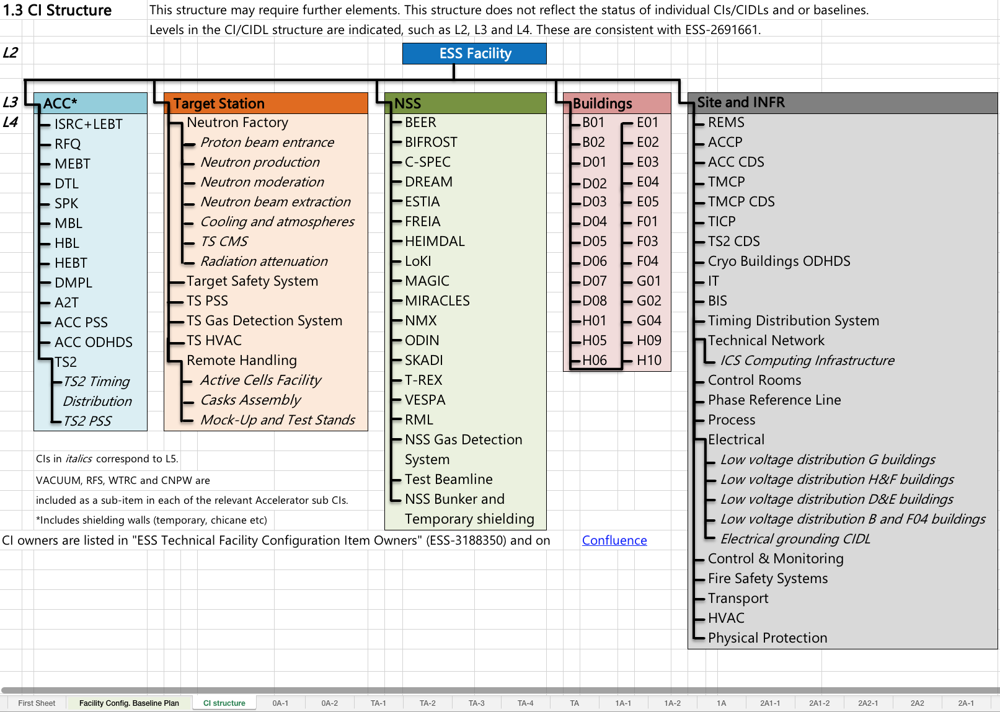 1.3 CI Structure
This structure may require further elements. This structure does not reflect the status of individual CIs/CIDLs and or baselines.
Levels in the CI/CIDL structure are indicated, such as L2, L3 and L4. These are consistent with ESS-2691661.
L2
ESS Facility
L3
L4
ACC*
ISRC+LEBT
RFQ
MEBT
DTL
SPK
MBL
HBL
HEBT
DMPL
A2T
ACC PSS
ACC ODHDS
TS2
TS2 Timing
Distribution
TS2 PSS
Target Station
Neutron Factory
Proton beam entrance
Neutron production
Neutron moderation
Neutron beam extraction
Cooling and atmospheres
TS CMS
Radiation attenuation
Target Safety System
TS PSS
TS Gas Detection System
TS HVAC
Remote Handling
Active Cells Facility
Casks Assembly
Mock-Up and Test Stands
NSS
BEER
BIFROST
C-SPEC
DREAM
ESTIA
FREIA
HEIMDAL
LoKI
MAGIC
MIRACLES
NMX
ODIN
SKADI
T-REX
VESPA
RML
NSS Gas Detection
System
Test Beamline
NSS Bunker and
Temporary shielding
Buildings
B01
B02
D01
D02
D03
D04
D05
D06
D07
D08
H01
H05
H06
E01
E02
E03
E04
E05
F01
F03
F04
G01
G02
G04
H09
H10
Site and INFR
REMS
ACCP
ACC CDS
TMCP
TMCP CDS
TICP
TS2 CDS
Cryo Buildings ODHDS
IT
BIS
Timing Distribution System
Technical Network
ICS Computing Infrastructure
Control Rooms
Phase Reference Line
Process
Electrical
Low voltage distribution G buildings
Low voltage distribution H&F buildings
Low voltage distribution D&E buildings
Low voltage distribution B and F04 buildings
Electrical grounding CIDL
Control & Monitoring
Fire Safety Systems
Transport
HVAC
Physical Protection
CIs in italics correspond to L5.
VACUUM, RFS, WTRC and CNPW are
included as a sub-item in each of the relevant Accelerator sub CIs.
*Includes shielding walls (temporary, chicane etc)
CI owners are listed in "ESS Technical Facility Configuration Item Owners" (ESS-3188350) and on Confluence
First Sheet Facility Config. Baseline Plan CI structure 0A-1 0A-2 TA-1 TA-2 TA-3 TA-4 TA 1A-1 1A-2 1A 2A1-1 2A1-2 2A2-1 2A2 2A-1